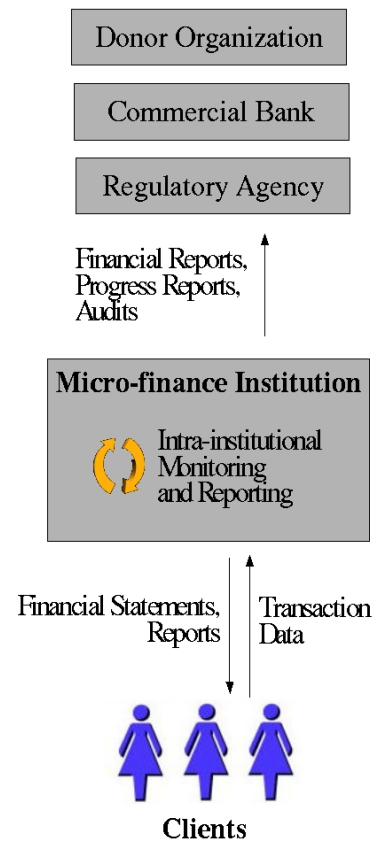 Donor Organization
Commercial Bank
Regulatory Agency
Financial Reports,
Progress Reports,
Audits
Micro-finance Institution
Intra-institutional
Monitoring
and Reporting
Financial Statements,
Reports
Transaction
Data
Clients